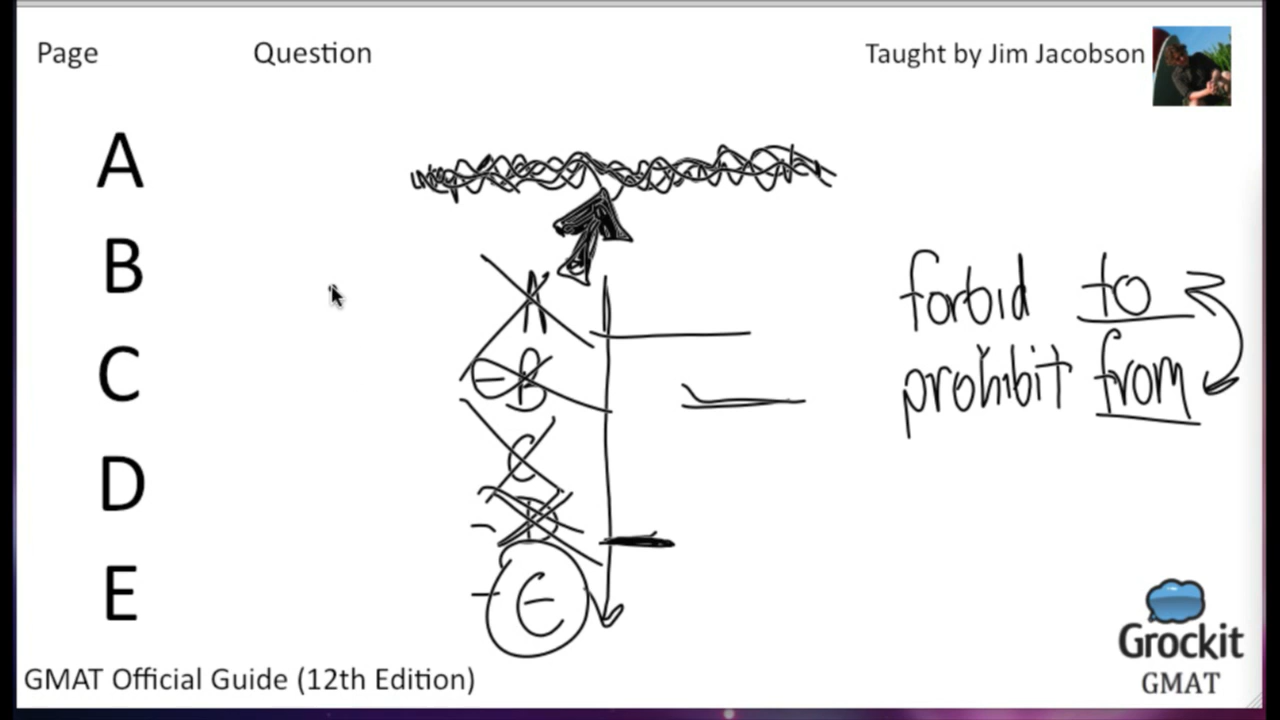 Page Question Taught by Jim Jacobson
A
B
C
D
E
A
B
C
D
E
forbid to
prohibit from
Grockit
GMAT
GMAT Official Guide (12th Edition)